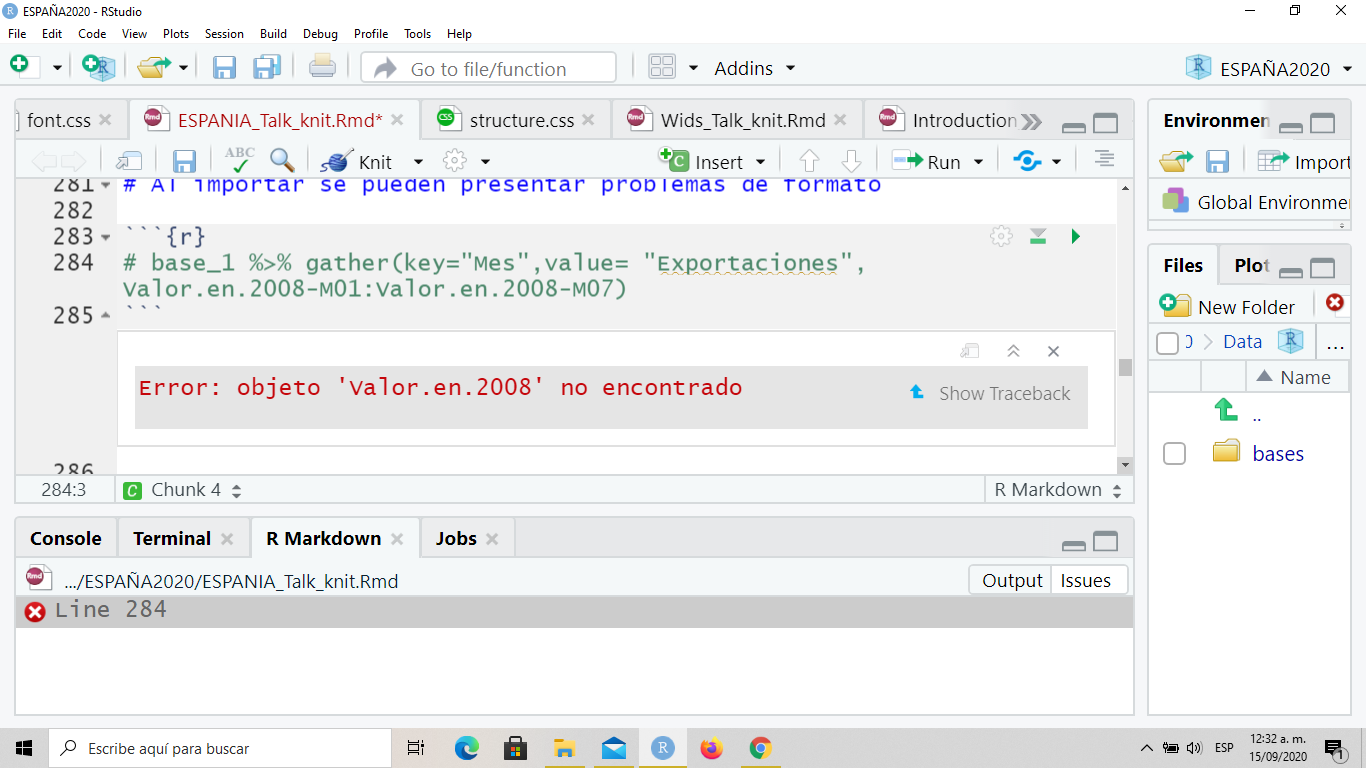 ESPAÑA2020 - RStudio
File Edit Code View Plots Session Build Debug Profile Tools Help
Go to file/function Addins ESPAÑA2020
font.css ESPANIA_Talk_knit.Rmd* structure.css Wids_Talk_knit.Rmd Introduction
ABC Knit Insert Run
281 # Al importar se pueden presentar problemas de formato
282
283 ```{r}
284 # base_1 %>% gather(key="Mes",value= "Exportaciones",
Valor.en.2008-M01:Valor.en.2008-M07)
285 ```
Error: objeto 'Valor.en.2008' no encontrado Show Traceback
286
284:3 Chunk 4 R Markdown
Console Terminal R Markdown Jobs
.../ESPAÑA2020/ESPANIA_Talk_knit.Rmd Output Issues
Line 284
Environmen
Import
Global Environme
Files Plot
New Folder
Data ...
Name
..
bases
Escribe aquí para buscar
ESP 12:32 a. m.
15/09/2020 1